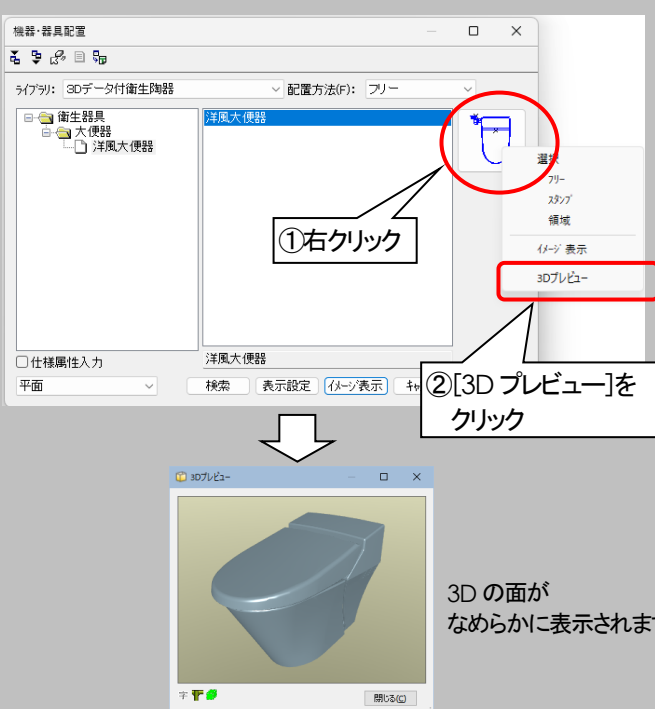 機器・器具配置
ﾗｲﾌﾞﾗﾘ: 3Dデータ付衛生陶器 配置方法(F): フリー
衛生器具
大便器
洋風大便器
洋風大便器
選択
フリー
ｽﾀﾝﾌﾟ
領域
ｲﾒｰｼﾞ 表示
3Dプレビュー
①右クリック
仕様属性入力
洋風大便器
平面 検索 表示設定 ｲﾒｰｼﾞ表示 ｷｬ
②[3D プレビュー]を
クリック
3Dプレビュー
3D の面が
なめらかに表示されます
字
閉じる(C)